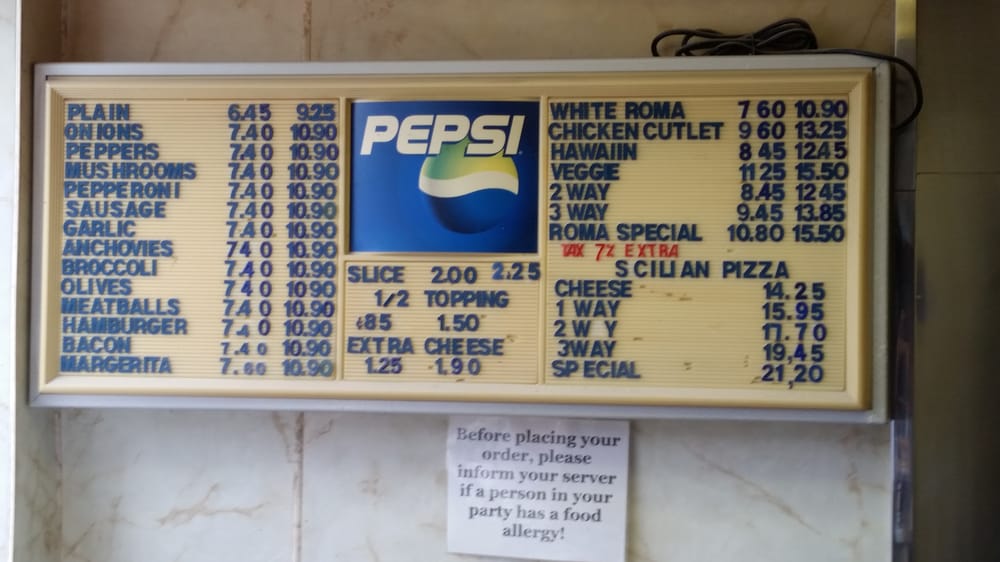 PLAIN 6.45 9.25
ONIONS 7.40 10.90
PEPPERS 7.40 10.90
MUSHROOMS 7.40 10.90
PEPPERONI 7.40 10.90
SAUSAGE 7.40 10.90
GARLIC 7.40 10.90
ANCHOVIES 740 10.90
BROCCOLI 7.40 10.90
OLIVES 7.40 10.90
MEATBALLS 7.40 10.90
HAMBURGER 7.40 10.90
BACON 7.40 10.90
MARGERITA 7.60 10.90
PEPSI
SLICE 2.00 2.25
1/2 TOPPING
¢85 1.50
EXTRA CHEESE
1.25 1.90
WHITE ROMA 7 60 10.90
CHICKEN CUTLET 9 60 13.25
HAWAIIN 8 45 1245
VEGGIE 11 25 15.50
2 WAY 8.45 12 45
3 WAY 9.45 13.85
ROMA SPECIAL 10.80 15.50
TAX 7% EXTRA
SCILIAN PIZZA
CHEESE 14.25
1 WAY 15.95
2 W Y 17.70
3WAY 19,45
SPECIAL 21,20
Before placing your
order, please
inform your server
if a person in your
party has a food
allergy!